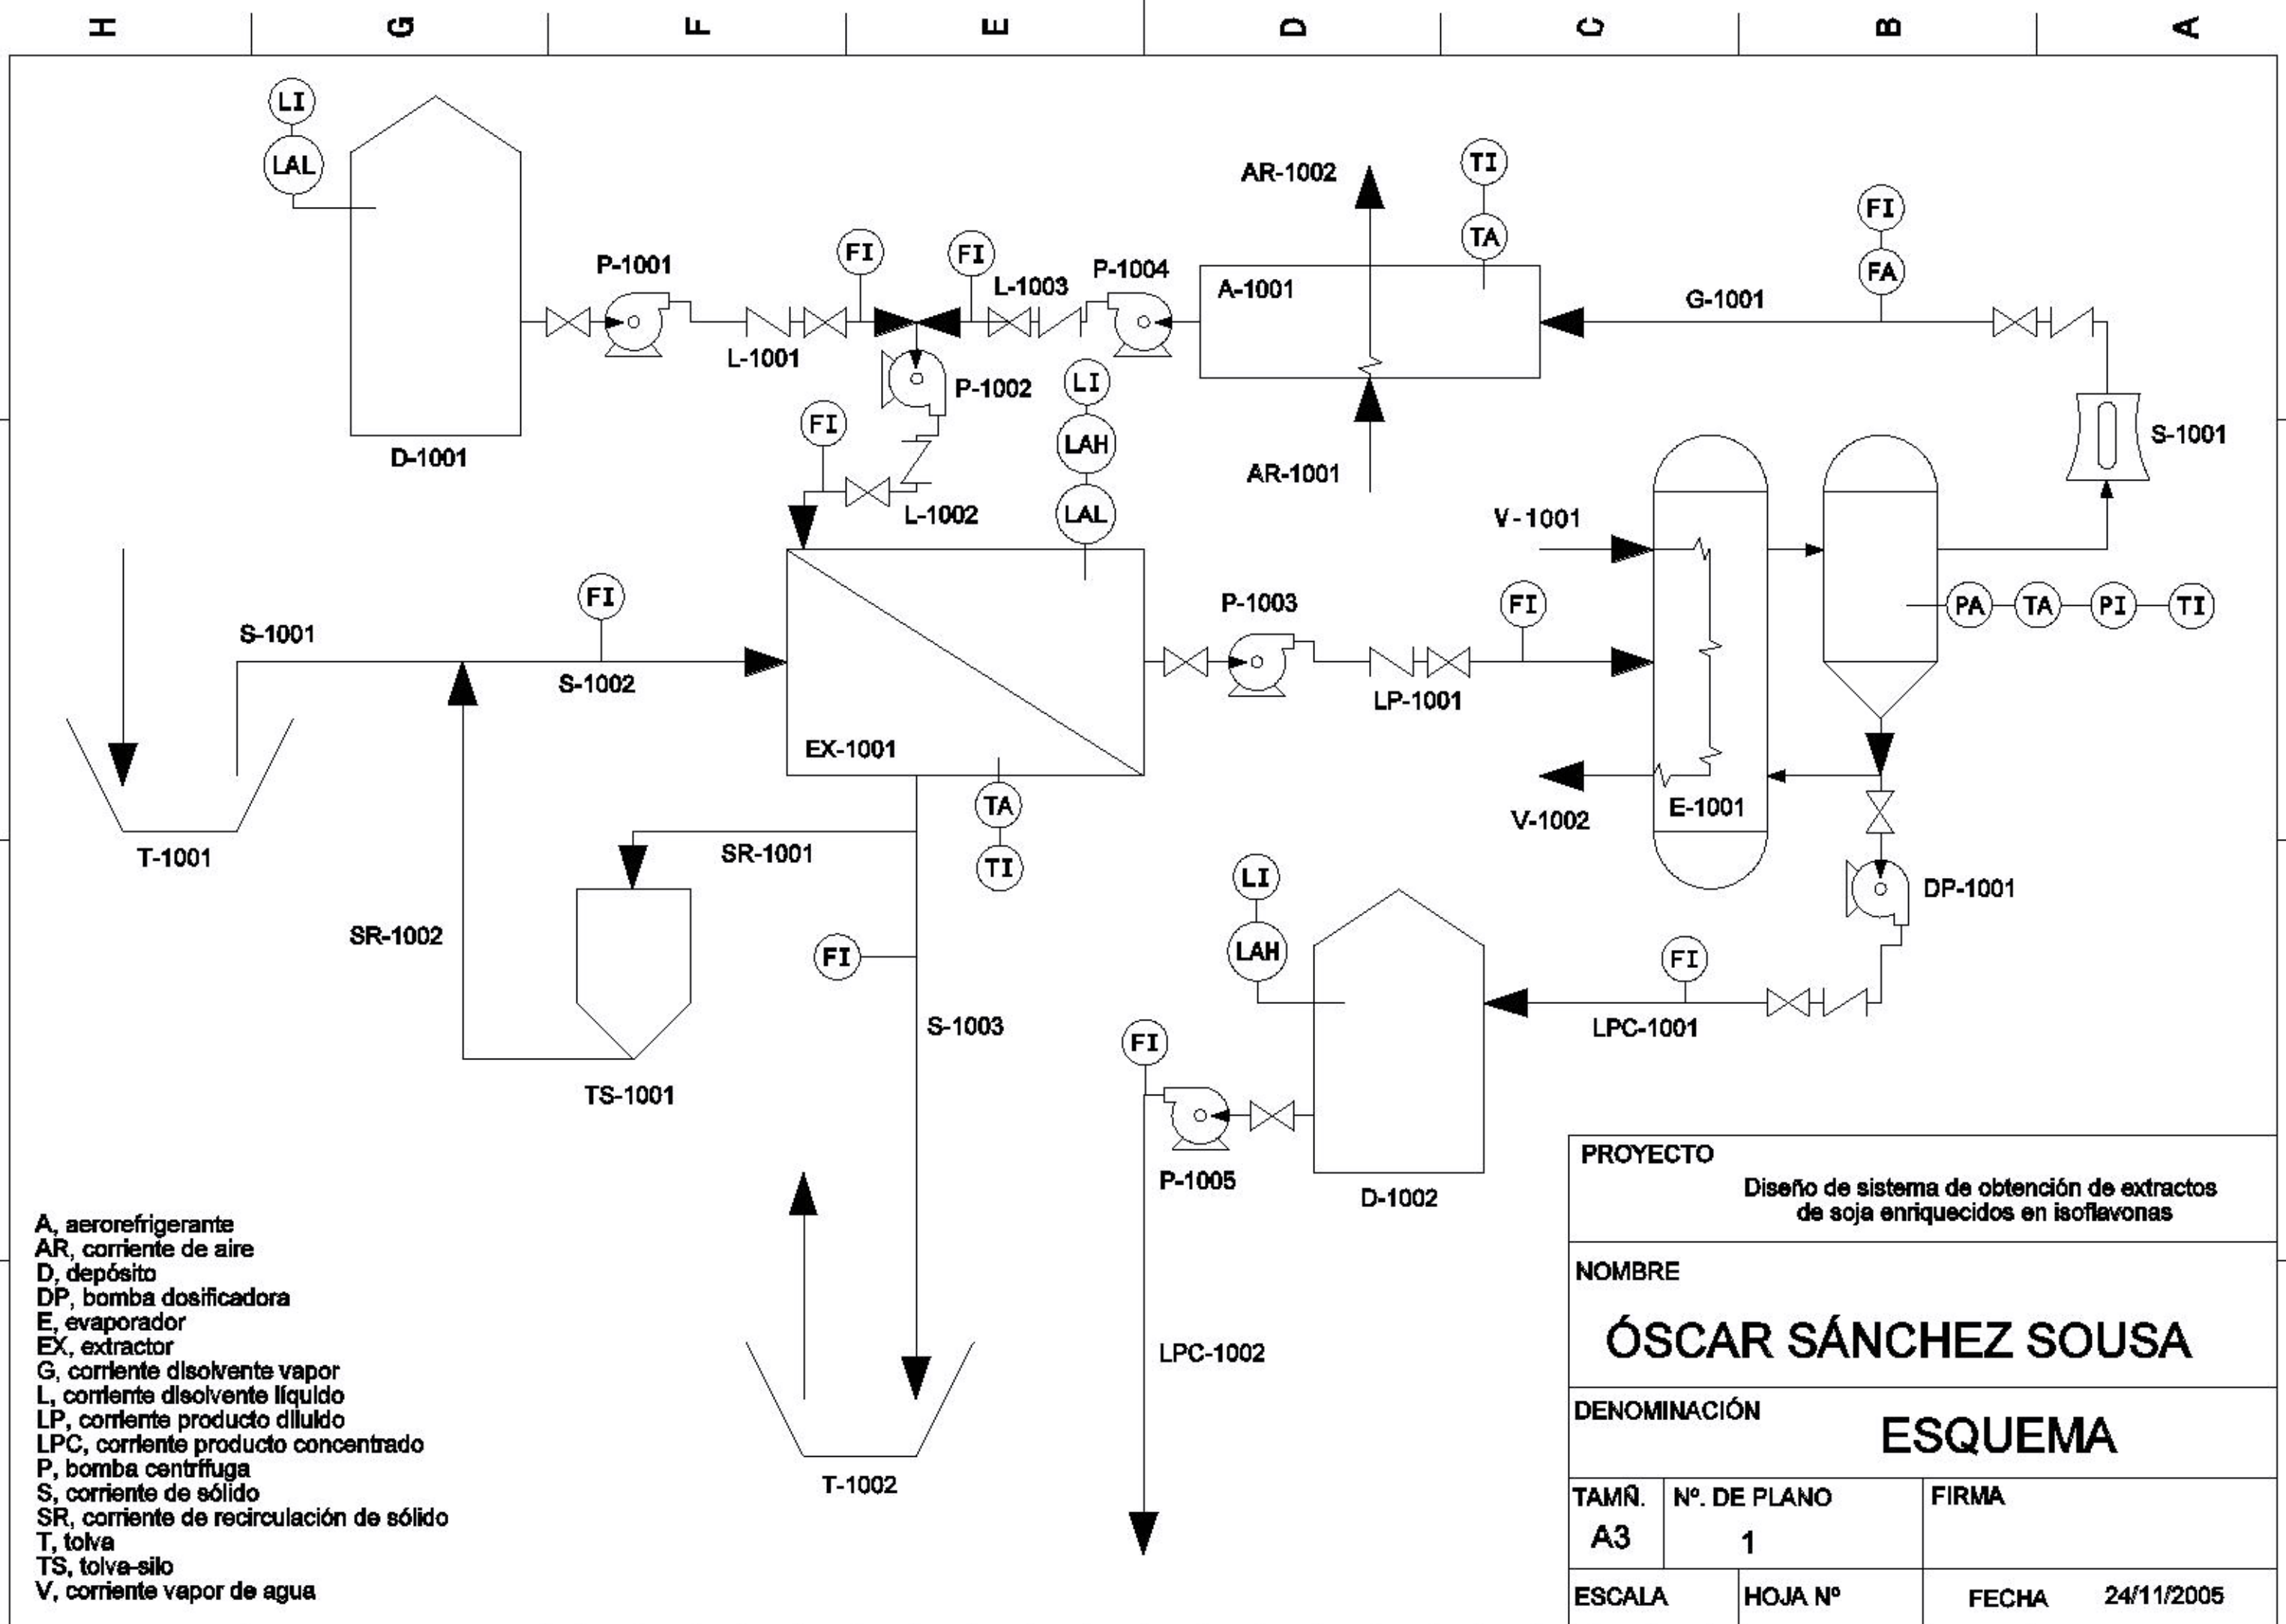 H G F E D C B A
LI
LAL
D-1001
P-1001
L-1001
FI
FI
L-1003
P-1004
P-1002
FI
L-1002
LI
LAH
LAL
AR-1002
A-1001
TI
TA
AR-1001
G-1001
FI
FA
S-1001
V-1001
V-1002
E-1001
PA TA PI TI
S-1001
T-1001
FI
S-1002
EX-1001
TA
TI
P-1003
LP-1001
FI
SR-1001
SR-1002
TS-1001
FI
S-1003
T-1002
DP-1001
FI
LPC-1001
LI
LAH
D-1002
FI
P-1005
LPC-1002
A, aerorefrigerante
AR, corriente de aire
D, depósito
DP, bomba dosificadora
E, evaporador
EX, extractor
G, corriente disolvente vapor
L, corriente disolvente líquido
LP, corriente producto diluido
LPC, corriente producto concentrado
P, bomba centrífuga
S, corriente de sólido
SR, corriente de recirculación de sólido
T, tolva
TS, tolva-silo
V, corriente vapor de agua
PROYECTO
Diseño de sistema de obtención de extractos
de soja enriquecidos en isoflavonas
NOMBRE
ÓSCAR SÁNCHEZ SOUSA
DENOMINACIÓN
ESQUEMA
TAMÑ. Nº. DE PLANO FIRMA
A3 1
ESCALA HOJA Nº FECHA 24/11/2005